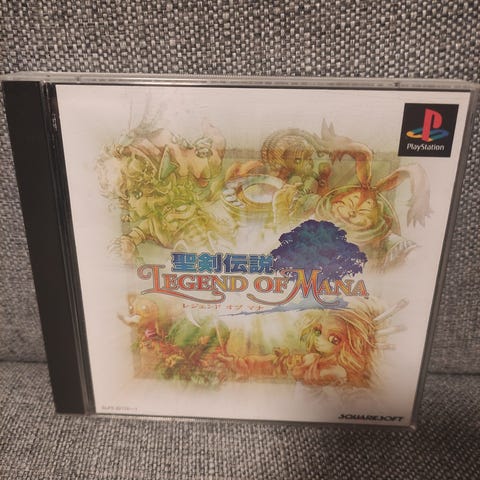 PlayStation
聖剣伝説
LEGEND OF MANA
レジェンド オブ マナ
SQUARESOFT